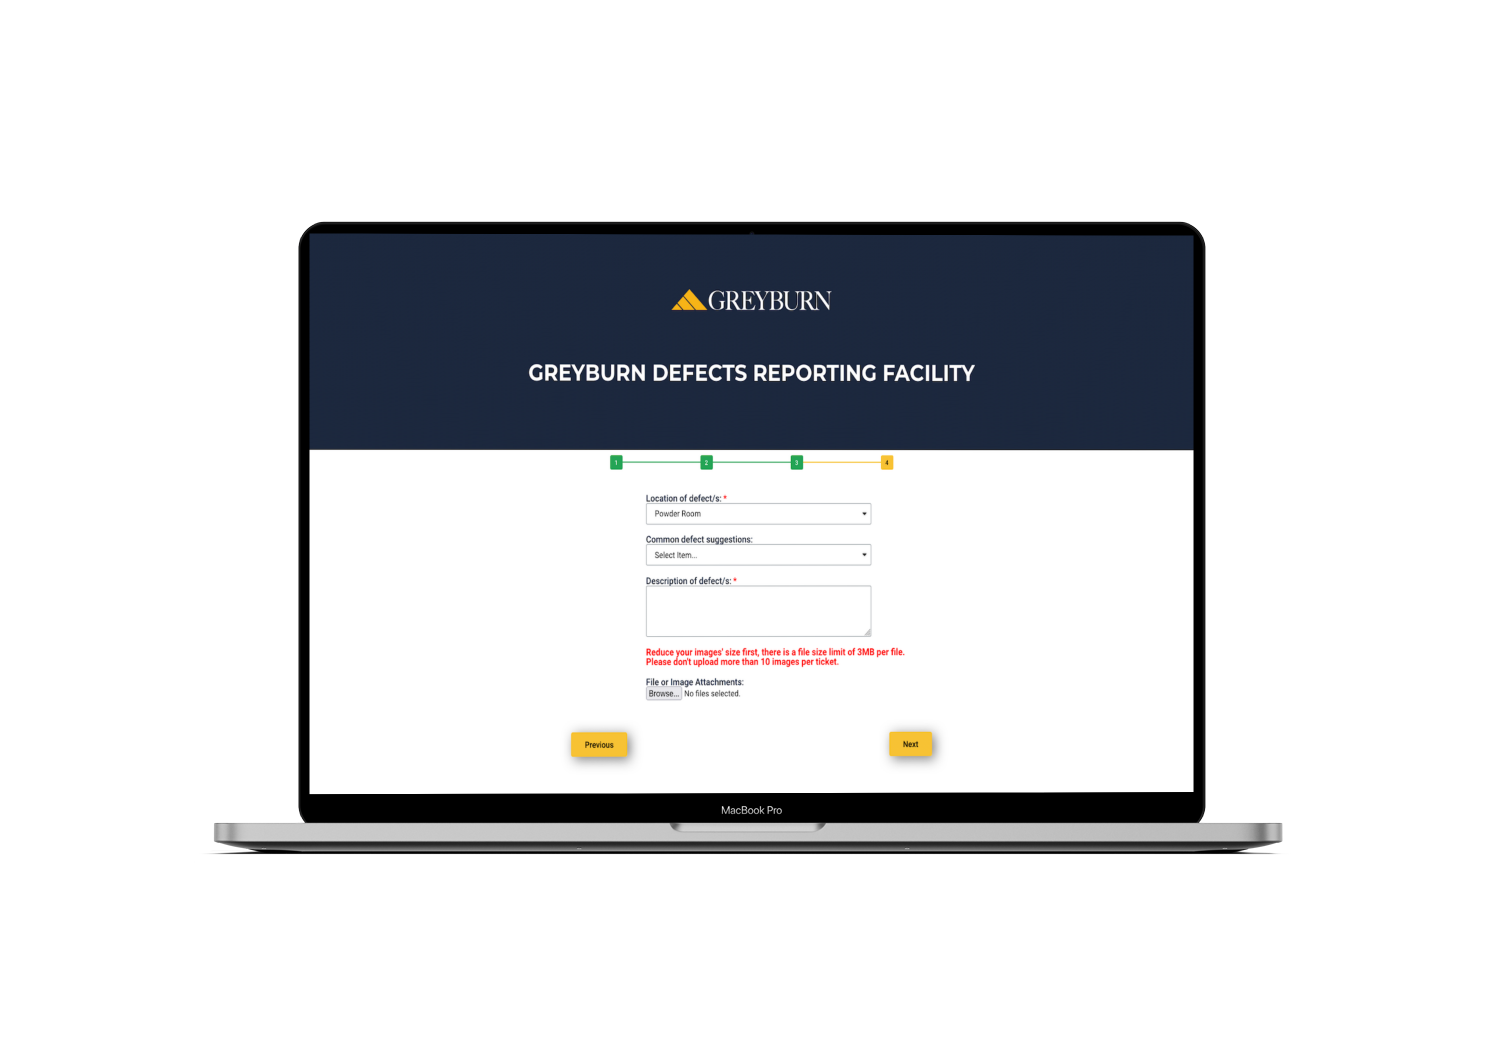 GREYBURN
GREYBURN DEFECTS REPORTING FACILITY
1 2 3 4
Location of defect/s: *
Powder Room
Common defect suggestions:
Select Item...
Description of defect/s: *
Reduce your images' size first, there is a file size limit of 3MB per file.
Please don't upload more than 10 images per ticket.
File or Image Attachments:
Browse... No files selected.
Previous Next
MacBook Pro